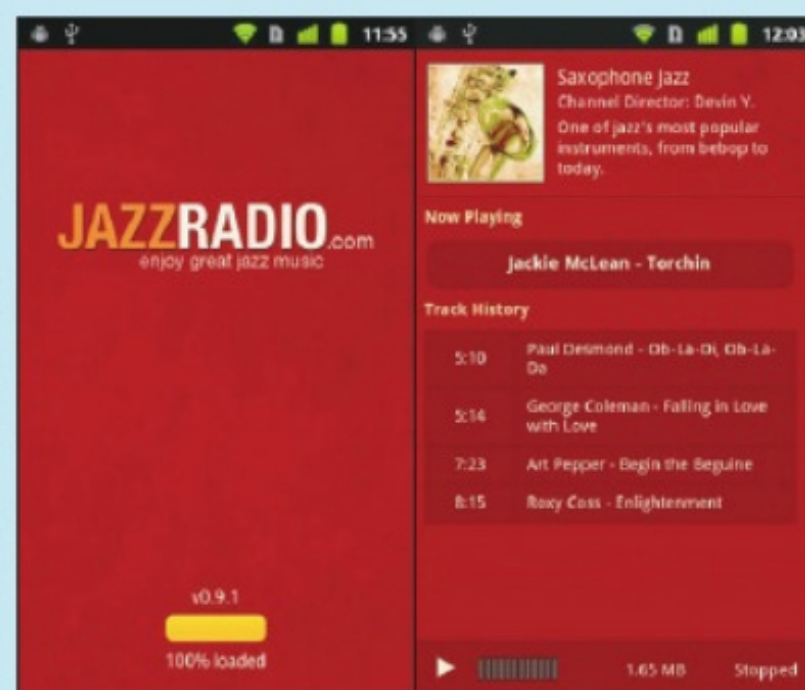 11:55
JAZZRADIO.com
enjoy great jazz music
v0.9.1
100% loaded
12:03
Saxophone Jazz
Channel Director: Devin Y.
One of jazz's most popular
instruments, from bebop to
today.
Now Playing
Jackie McLean - Torchin
Track History
5:10 Paul Desmond - Ob-La-Di, Ob-La-
Da
5:14 George Coleman - Falling in Love
with Love
7:23 Art Pepper - Begin the Beguine
8:15 Roxy Coss - Enlightenment
1.65 MB Stopped